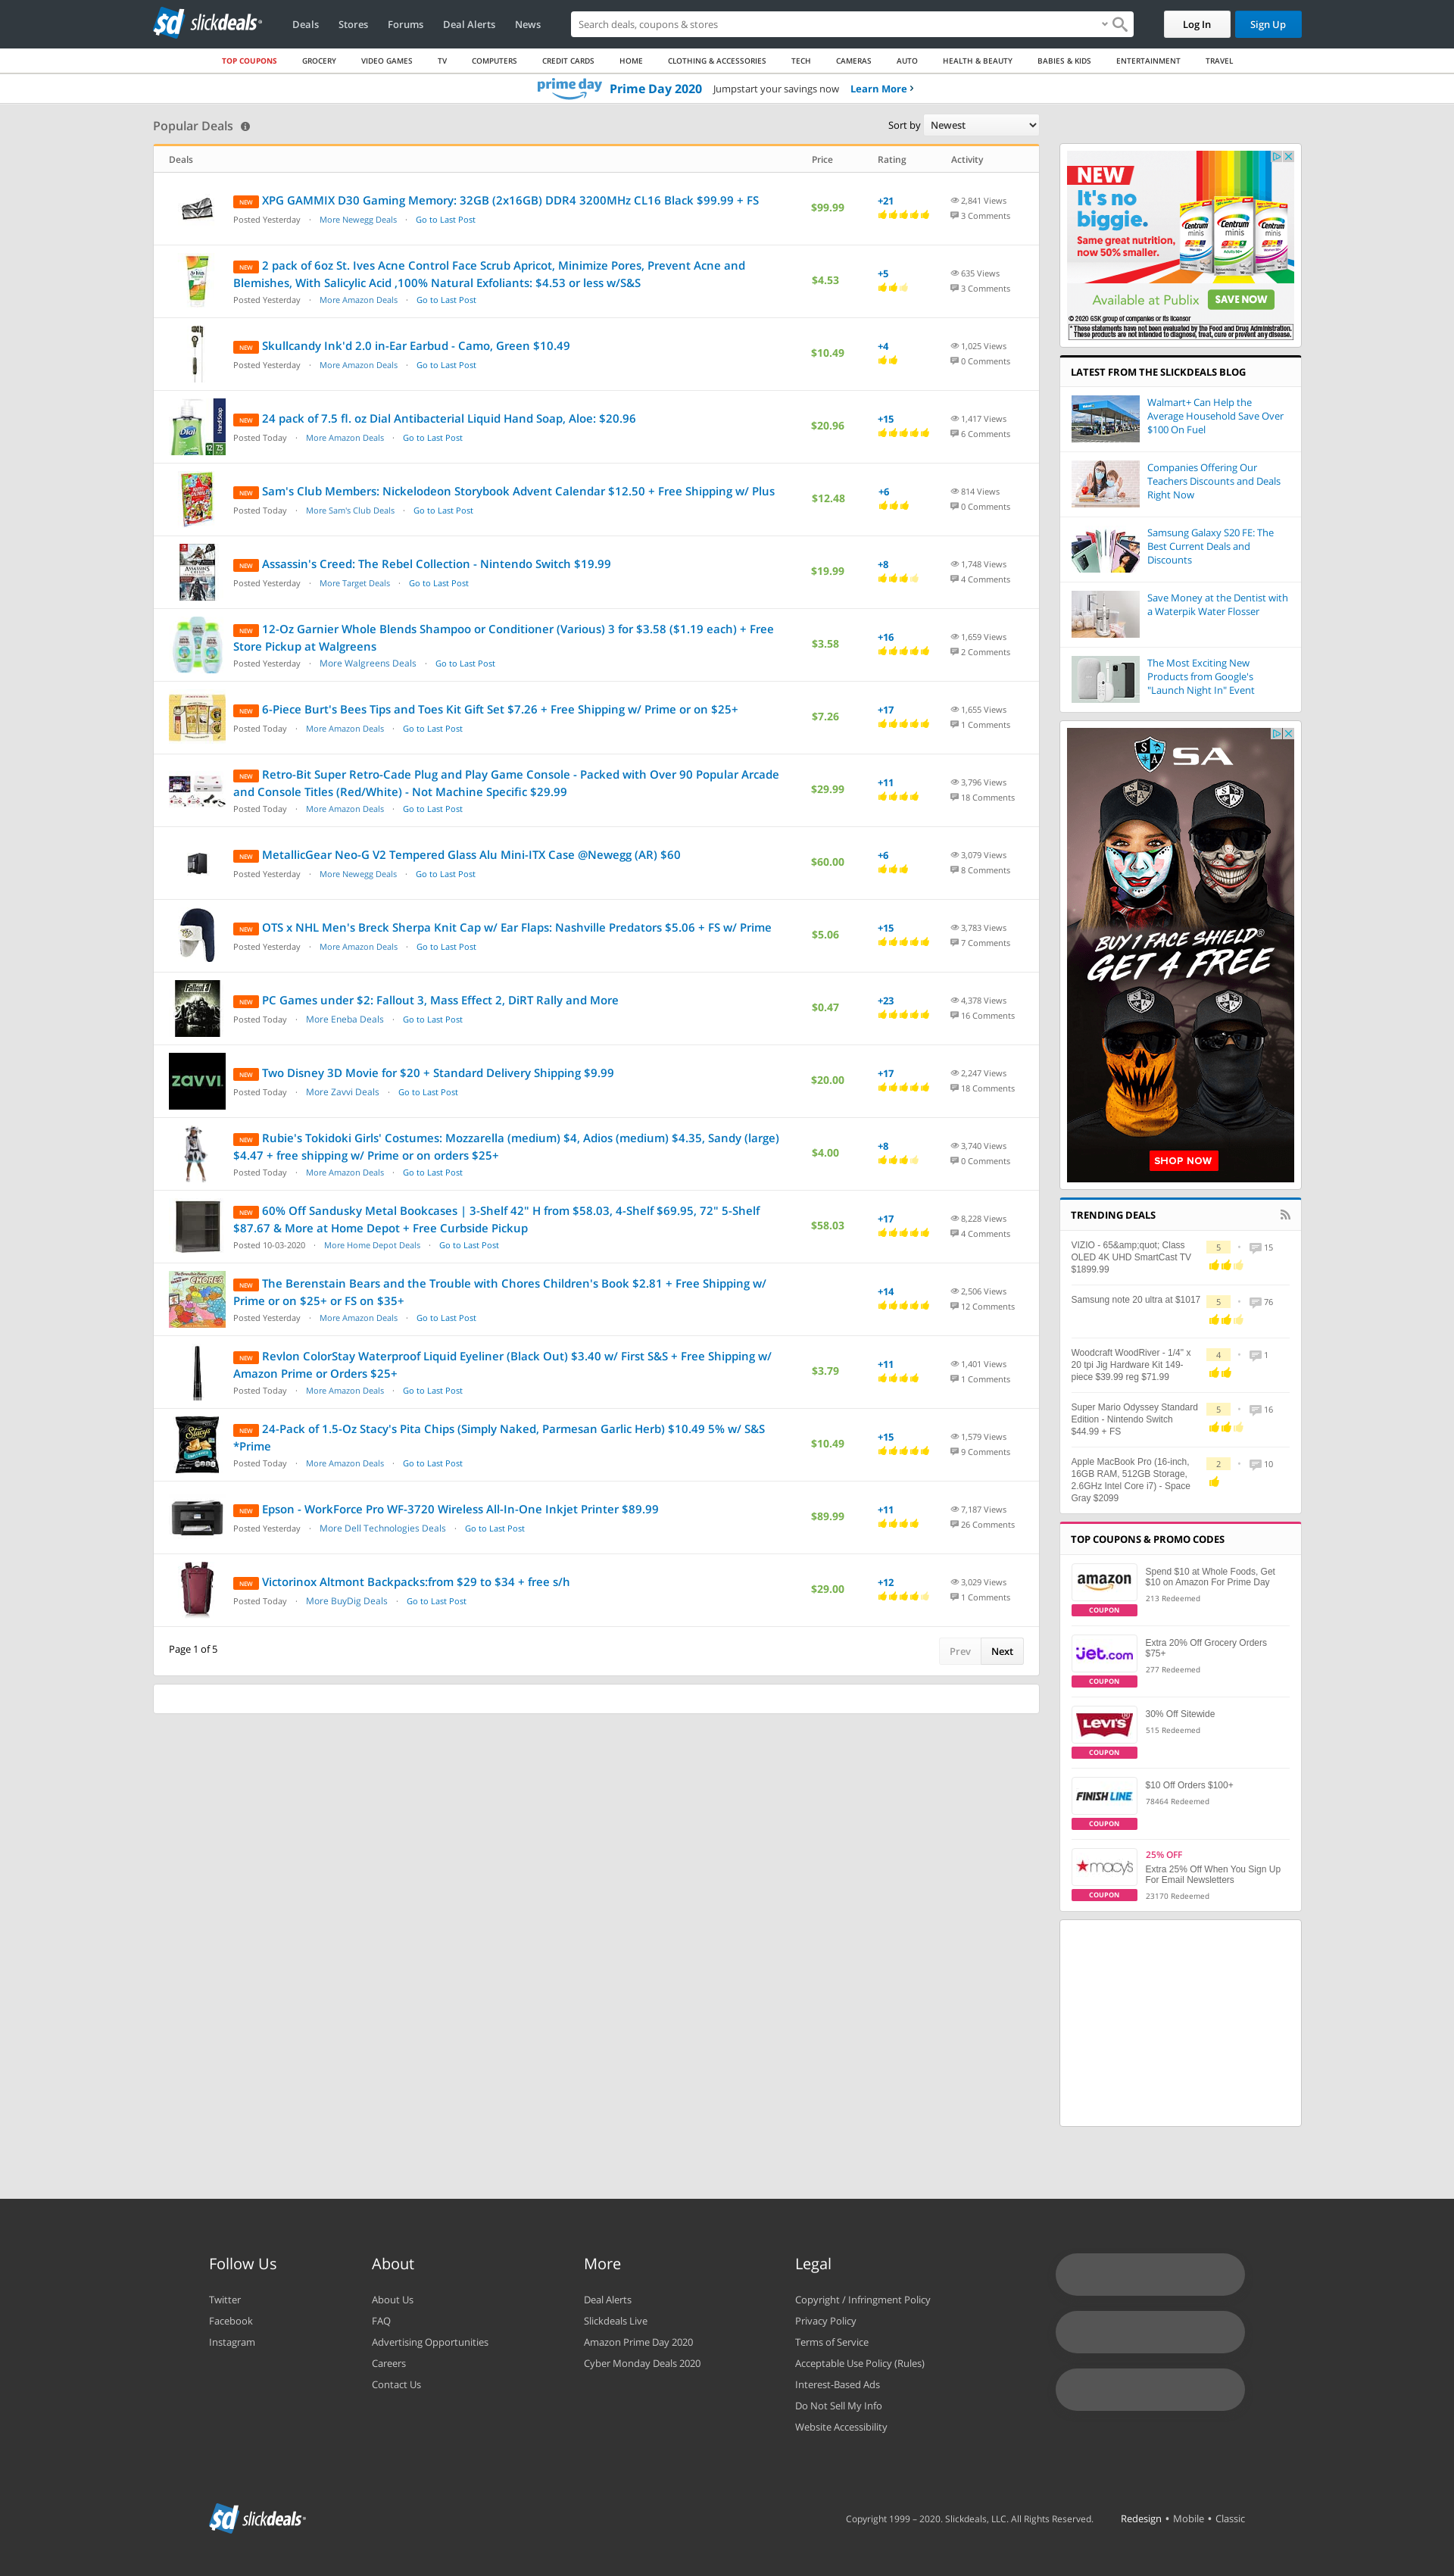 sd slickdeals
Deals Stores Forums Deal Alerts News
Search deals, coupons & stores
Log In
Sign Up
TOP COUPONS GROCERY VIDEO GAMES TV COMPUTERS CREDIT CARDS HOME CLOTHING & ACCESSORIES TECH CAMERAS AUTO HEALTH & BEAUTY BABIES & KIDS ENTERTAINMENT TRAVEL
prime day Prime Day 2020 Jumpstart your savings now Learn More ›
Popular Deals
Sort by Newest
Deals Price Rating Activity
NEW XPG GAMMIX D30 Gaming Memory: 32GB (2x16GB) DDR4 3200MHz CL16 Black $99.99 + FS
Posted Yesterday · More Newegg Deals · Go to Last Post
$99.99
+21
2,841 Views
3 Comments
NEW 2 pack of 6oz St. Ives Acne Control Face Scrub Apricot, Minimize Pores, Prevent Acne and
Blemishes, With Salicylic Acid ,100% Natural Exfoliants: $4.53 or less w/S&S
Posted Yesterday · More Amazon Deals · Go to Last Post
$4.53
+5
635 Views
3 Comments
NEW Skullcandy Ink'd 2.0 in-Ear Earbud - Camo, Green $10.49
Posted Yesterday · More Amazon Deals · Go to Last Post
$10.49
+4
1,025 Views
0 Comments
NEW 24 pack of 7.5 fl. oz Dial Antibacterial Liquid Hand Soap, Aloe: $20.96
Posted Today · More Amazon Deals · Go to Last Post
$20.96
+15
1,417 Views
6 Comments
NEW Sam's Club Members: Nickelodeon Storybook Advent Calendar $12.50 + Free Shipping w/ Plus
Posted Today · More Sam's Club Deals · Go to Last Post
$12.48
+6
814 Views
0 Comments
NEW Assassin's Creed: The Rebel Collection - Nintendo Switch $19.99
Posted Yesterday · More Target Deals · Go to Last Post
$19.99
+8
1,748 Views
4 Comments
NEW 12-Oz Garnier Whole Blends Shampoo or Conditioner (Various) 3 for $3.58 ($1.19 each) + Free
Store Pickup at Walgreens
Posted Yesterday · More Walgreens Deals · Go to Last Post
$3.58
+16
1,659 Views
2 Comments
NEW 6-Piece Burt's Bees Tips and Toes Kit Gift Set $7.26 + Free Shipping w/ Prime or on $25+
Posted Today · More Amazon Deals · Go to Last Post
$7.26
+17
1,655 Views
1 Comments
NEW Retro-Bit Super Retro-Cade Plug and Play Game Console - Packed with Over 90 Popular Arcade
and Console Titles (Red/White) - Not Machine Specific $29.99
Posted Today · More Amazon Deals · Go to Last Post
$29.99
+11
3,796 Views
18 Comments
NEW MetallicGear Neo-G V2 Tempered Glass Alu Mini-ITX Case @Newegg (AR) $60
Posted Yesterday · More Newegg Deals · Go to Last Post
$60.00
+6
3,079 Views
8 Comments
NEW OTS x NHL Men's Breck Sherpa Knit Cap w/ Ear Flaps: Nashville Predators $5.06 + FS w/ Prime
Posted Yesterday · More Amazon Deals · Go to Last Post
$5.06
+15
3,783 Views
7 Comments
NEW PC Games under $2: Fallout 3, Mass Effect 2, DiRT Rally and More
Posted Today · More Eneba Deals · Go to Last Post
$0.47
+23
4,378 Views
16 Comments
ZAVVI.
NEW Two Disney 3D Movie for $20 + Standard Delivery Shipping $9.99
Posted Today · More Zavvi Deals · Go to Last Post
$20.00
+17
2,247 Views
18 Comments
NEW Rubie's Tokidoki Girls' Costumes: Mozzarella (medium) $4, Adios (medium) $4.35, Sandy (large)
$4.47 + free shipping w/ Prime or on orders $25+
Posted Today · More Amazon Deals · Go to Last Post
$4.00
+8
3,740 Views
0 Comments
NEW 60% Off Sandusky Metal Bookcases | 3-Shelf 42" H from $58.03, 4-Shelf $69.95, 72" 5-Shelf
$87.67 & More at Home Depot + Free Curbside Pickup
Posted 10-03-2020 · More Home Depot Deals · Go to Last Post
$58.03
+17
8,228 Views
4 Comments
NEW The Berenstain Bears and the Trouble with Chores Children's Book $2.81 + Free Shipping w/
Prime or on $25+ or FS on $35+
Posted Yesterday · More Amazon Deals · Go to Last Post
+14
2,506 Views
12 Comments
NEW Revlon ColorStay Waterproof Liquid Eyeliner (Black Out) $3.40 w/ First S&S + Free Shipping w/
Amazon Prime or Orders $25+
Posted Today · More Amazon Deals · Go to Last Post
$3.79
+11
1,401 Views
1 Comments
NEW 24-Pack of 1.5-Oz Stacy's Pita Chips (Simply Naked, Parmesan Garlic Herb) $10.49 5% w/ S&S
*Prime
Posted Today · More Amazon Deals · Go to Last Post
$10.49
+15
1,579 Views
9 Comments
NEW Epson - WorkForce Pro WF-3720 Wireless All-In-One Inkjet Printer $89.99
Posted Yesterday · More Dell Technologies Deals · Go to Last Post
$89.99
+11
7,187 Views
26 Comments
NEW Victorinox Altmont Backpacks:from $29 to $34 + free s/h
Posted Today · More BuyDig Deals · Go to Last Post
$29.00
+12
3,029 Views
1 Comments
Page 1 of 5
Prev Next
NEW
It's no
biggie.
Same great nutrition,
now 50% smaller.
Centrum minis
Centrum minis
Centrum minis
Available at Publix SAVE NOW
© 2020 GSK group of companies or its licensor
* These statements have not been evaluated by the Food and Drug Administration.
These products are not intended to diagnose, treat, cure or prevent any disease.
LATEST FROM THE SLICKDEALS BLOG
Walmart+ Can Help the
Average Household Save Over
$100 On Fuel
Companies Offering Our
Teachers Discounts and Deals
Right Now
Samsung Galaxy S20 FE: The
Best Current Deals and
Discounts
Save Money at the Dentist with
a Waterpik Water Flosser
The Most Exciting New
Products from Google's
"Launch Night In" Event
SA
BUY 1 FACE SHIELD®
GET 4 FREE
SHOP NOW
TRENDING DEALS
VIZIO - 65&amp;quot; Class
OLED 4K UHD SmartCast TV
$1899.99
5 • 15
Samsung note 20 ultra at $1017
5 • 76
Woodcraft WoodRiver - 1/4" x
20 tpi Jig Hardware Kit 149-
piece $39.99 reg $71.99
4 • 1
Super Mario Odyssey Standard
Edition - Nintendo Switch
$44.99 + FS
5 • 16
Apple MacBook Pro (16-inch,
16GB RAM, 512GB Storage,
2.6GHz Intel Core i7) - Space
Gray $2099
2 • 10
TOP COUPONS & PROMO CODES
amazon
COUPON
Spend $10 at Whole Foods, Get
$10 on Amazon For Prime Day
213 Redeemed
jet.com
COUPON
Extra 20% Off Grocery Orders
$75+
277 Redeemed
LEVI'S®
COUPON
30% Off Sitewide
515 Redeemed
FINISH LINE
COUPON
$10 Off Orders $100+
78464 Redeemed
macy's
COUPON
25% OFF
Extra 25% Off When You Sign Up
For Email Newsletters
23170 Redeemed
Follow Us
Twitter
Facebook
Instagram
About
About Us
FAQ
Advertising Opportunities
Careers
Contact Us
More
Deal Alerts
Slickdeals Live
Amazon Prime Day 2020
Cyber Monday Deals 2020
Legal
Copyright / Infringment Policy
Privacy Policy
Terms of Service
Acceptable Use Policy (Rules)
Interest-Based Ads
Do Not Sell My Info
Website Accessibility
sd slickdeals
Copyright 1999 – 2020. Slickdeals, LLC. All Rights Reserved.
Redesign • Mobile • Classic